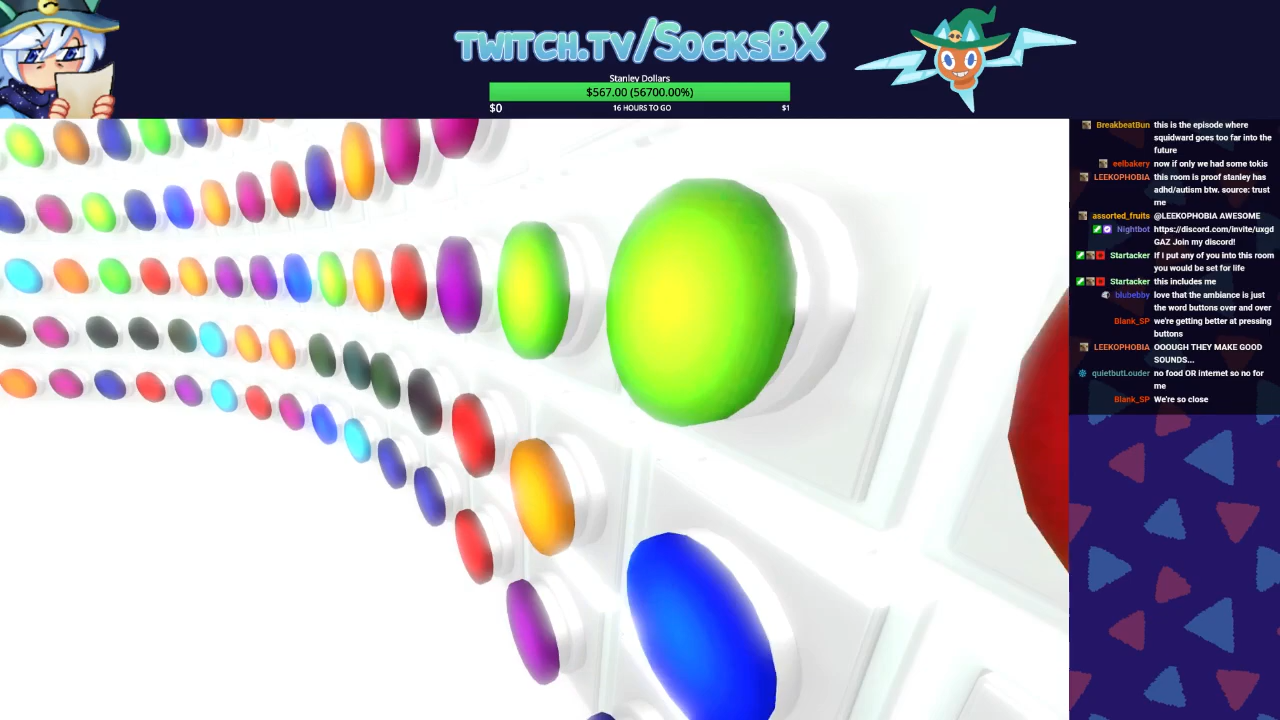 TWITCH.TV/SOCKSBX
Stanley Dollars
$567.00 (56700.00%)
$0
16 HOURS TO GO
$1
BreakbeatBun this is the episode where
squidward goes too far into the
future
eelbakery now if only we had some tokis
LEEKOPHOBIA this room is proof stanley has
adhd/autism btw. source: trust
me
assorted_fruits @LEEKOPHOBIA AWESOME
Nightbot https://discord.com/invite/uxgd
GAZ Join my discord!
Startacker If I put any of you into this room
you would be set for life
Startacker this includes me
blubebby love that the ambiance is just
the word buttons over and over
Blank_SP we're getting better at pressing
buttons
LEEKOPHOBIA OOOUGH THEY MAKE GOOD
SOUNDS...
quietbutLouder no food OR internet so no for
me
Blank_SP We're so close